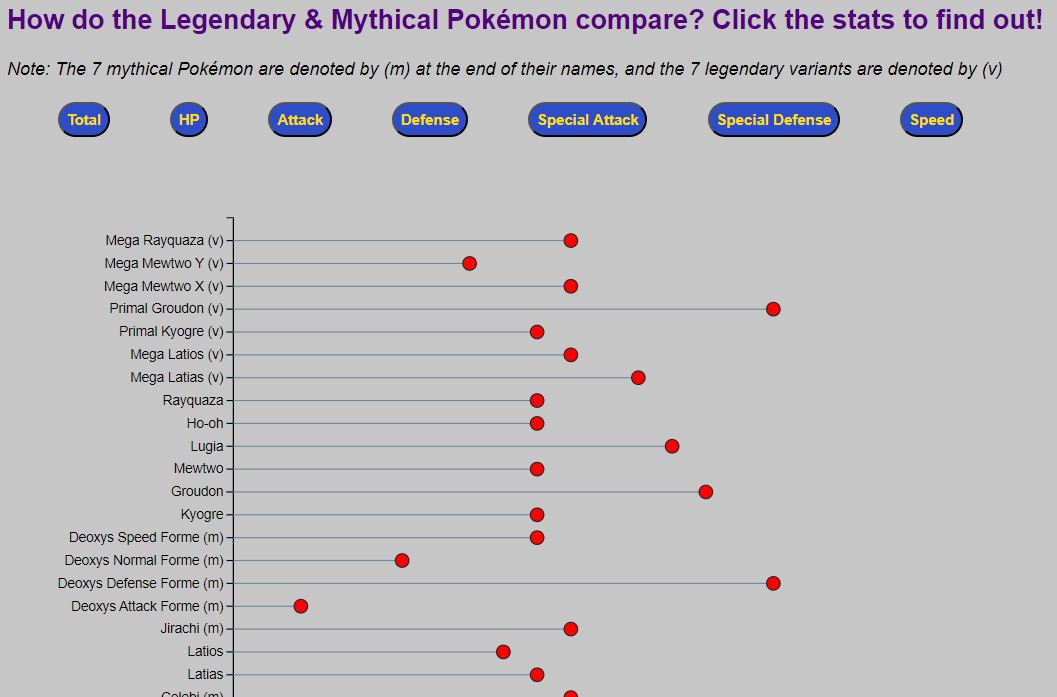 How do the Legendary & Mythical Pokémon compare? Click the stats to find out!
Note: The 7 mythical Pokémon are denoted by (m) at the end of their names, and the 7 legendary variants are denoted by (v)
Total HP Attack Defense Special Attack Special Defense Speed
Mega Rayquaza (v)
Mega Mewtwo Y (v)
Mega Mewtwo X (v)
Primal Groudon (v)
Primal Kyogre (v)
Mega Latios (v)
Mega Latias (v)
Rayquaza
Ho-oh
Lugia
Mewtwo
Groudon
Kyogre
Deoxys Speed Forme (m)
Deoxys Normal Forme (m)
Deoxys Defense Forme (m)
Deoxys Attack Forme (m)
Jirachi (m)
Latios
Latias
Celebi (m)